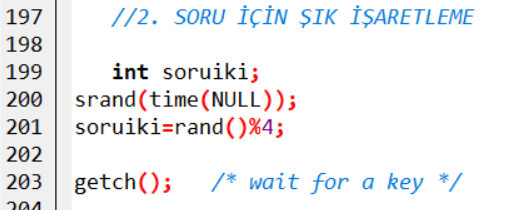 197 //2. SORU İÇİN ŞIK İŞARETLEME
198
199 int soruiki;
200 srand(time(NULL));
201 soruiki=rand()%4;
202
203 getch(); /* wait for a key */
204